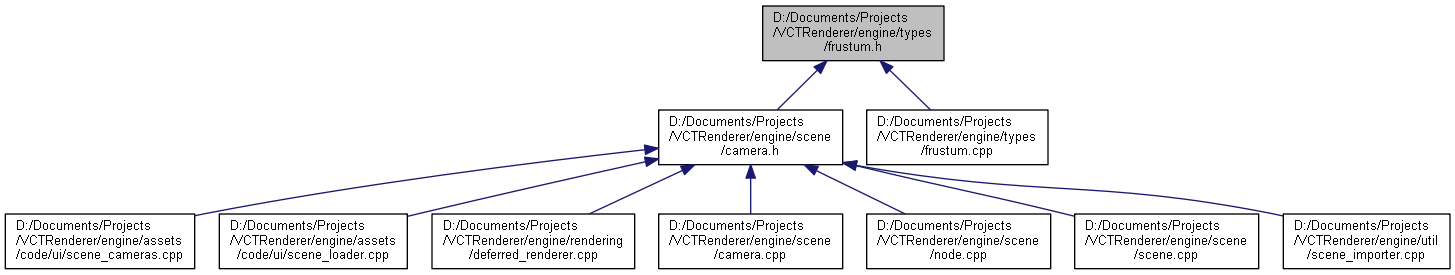 D:/Documents/Projects
/VCTRenderer/engine/types
/frustum.h
D:/Documents/Projects
/VCTRenderer/engine/scene
/camera.h
D:/Documents/Projects
/VCTRenderer/engine/types
/frustum.cpp
D:/Documents/Projects
/VCTRenderer/engine/assets
/code/ui/scene_cameras.cpp
D:/Documents/Projects
/VCTRenderer/engine/assets
/code/ui/scene_loader.cpp
D:/Documents/Projects
/VCTRenderer/engine/rendering
/deferred_renderer.cpp
D:/Documents/Projects
/VCTRenderer/engine/scene
/camera.cpp
D:/Documents/Projects
/VCTRenderer/engine/scene
/node.cpp
D:/Documents/Projects
/VCTRenderer/engine/scene
/scene.cpp
D:/Documents/Projects
/VCTRenderer/engine/util
/scene_importer.cpp